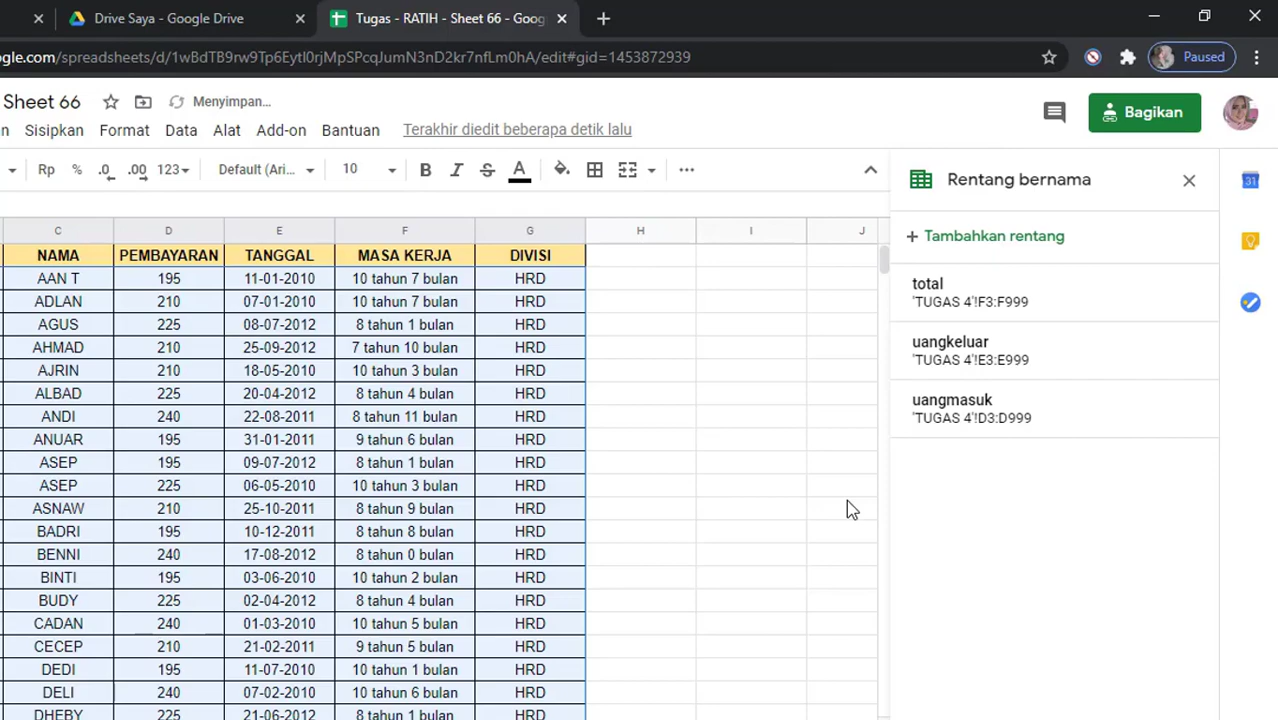 Drive Saya - Google Drive
Tugas - RATIH - Sheet 66 - Goog
gle.com/spreadsheets/d/1wBdTB9rw9Tp6EytI0rjMpSPcqJumN3nD2kr7nfLm0hA/edit#gid=1453872939
Paused
Sheet 66
Menyimpan...
Bagikan
n Sisipkan Format Data Alat Add-on Bantuan Terakhir diedit beberapa detik lalu
Rp % .0 .00 123 Default (Ari... 10 B I S A
Rentang bernama
+ Tambahkan rentang
total
'TUGAS 4'!F3:F999
uangkeluar
'TUGAS 4'!E3:E999
uangmasuk
'TUGAS 4'!D3:D999
31
C D E F G H I J
NAMA PEMBAYARAN TANGGAL MASA KERJA DIVISI
AAN T 195 11-01-2010 10 tahun 7 bulan HRD
ADLAN 210 07-01-2010 10 tahun 7 bulan HRD
AGUS 225 08-07-2012 8 tahun 1 bulan HRD
AHMAD 210 25-09-2012 7 tahun 10 bulan HRD
AJRIN 210 18-05-2010 10 tahun 3 bulan HRD
ALBAD 225 20-04-2012 8 tahun 4 bulan HRD
ANDI 240 22-08-2011 8 tahun 11 bulan HRD
ANUAR 195 31-01-2011 9 tahun 6 bulan HRD
ASEP 195 09-07-2012 8 tahun 1 bulan HRD
ASEP 225 06-05-2010 10 tahun 3 bulan HRD
ASNAW 210 25-10-2011 8 tahun 9 bulan HRD
BADRI 195 10-12-2011 8 tahun 8 bulan HRD
BENNI 240 17-08-2012 8 tahun 0 bulan HRD
BINTI 195 03-06-2010 10 tahun 2 bulan HRD
BUDY 225 02-04-2012 8 tahun 4 bulan HRD
CADAN 240 01-03-2010 10 tahun 5 bulan HRD
CECEP 210 21-02-2011 9 tahun 5 bulan HRD
DEDI 195 11-07-2010 10 tahun 1 bulan HRD
DELI 240 07-02-2010 10 tahun 6 bulan HRD
DHEBY 225 21-06-2012 8 tahun 1 bulan HRD